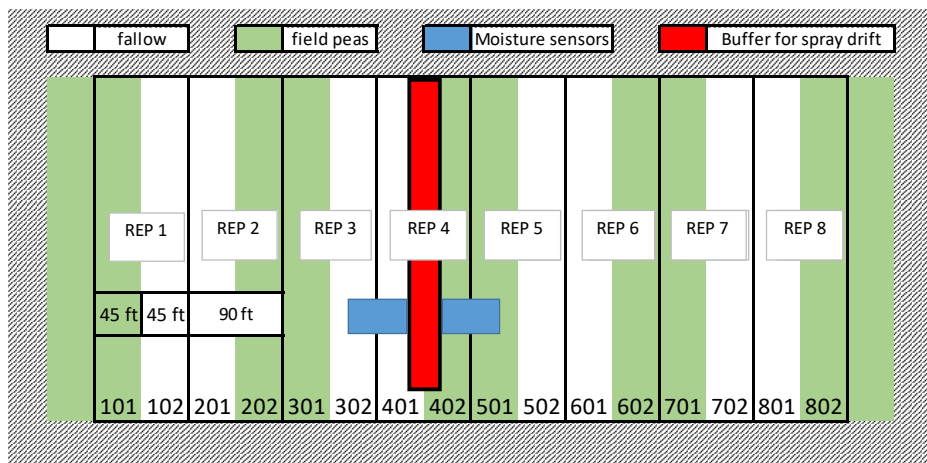 fallow field peas Moisture sensors Buffer for spray drift
REP 1 REP 2 REP 3 REP 4 REP 5 REP 6 REP 7 REP 8
45 ft 45 ft 90 ft
101 102 201 202 301 302 401 402 501 502 601 602 701 702 801 802